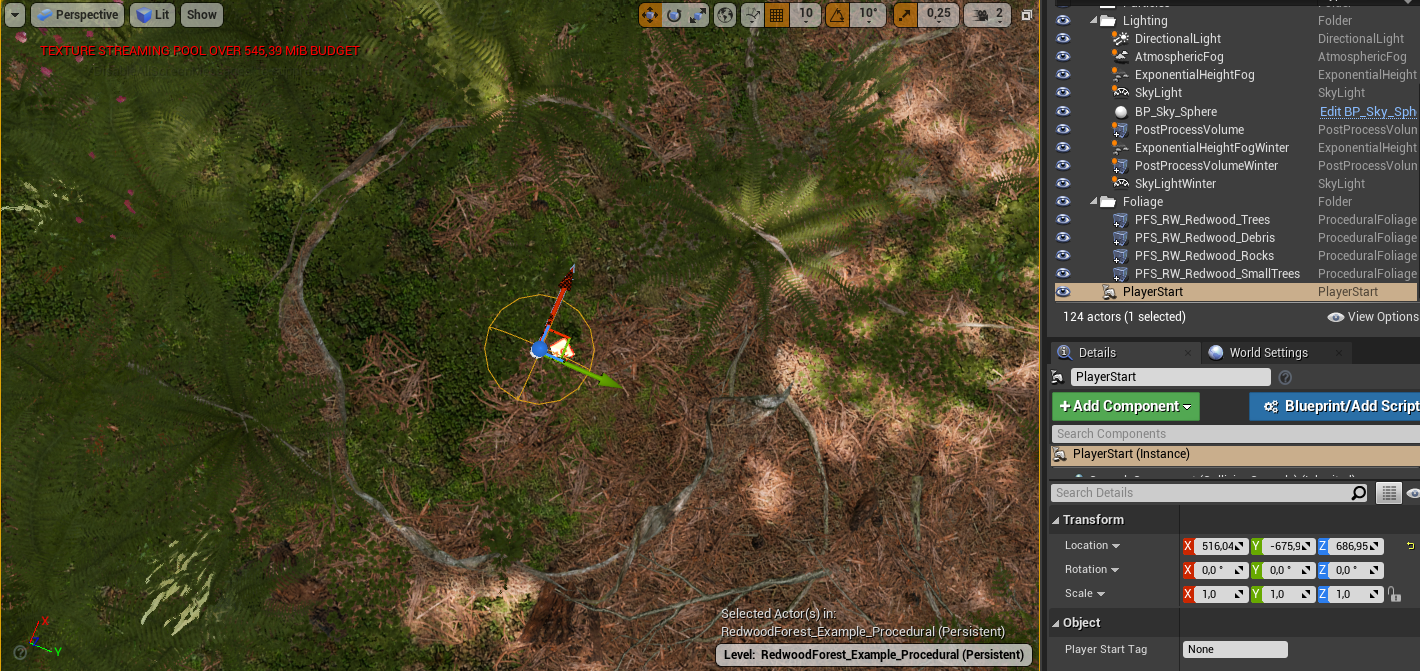 Perspective
Lit
Show
10
10°
0,25
2
TEXTURE STREAMING POOL OVER 545,39 MiB BUDGET
Selected Actor(s) in:
RedwoodForest_Example_Procedural (Persistent)
Level: RedwoodForest_Example_Procedural (Persistent)
X
Y
Lighting Folder
DirectionalLight DirectionalLight
AtmosphericFog AtmosphericFog
ExponentialHeightFog ExponentialHeight
SkyLight SkyLight
BP_Sky_Sphere Edit BP_Sky_Sph
PostProcessVolume PostProcessVolun
ExponentialHeightFogWinter ExponentialHeight
PostProcessVolumeWinter PostProcessVolun
SkyLightWinter SkyLight
Foliage Folder
PFS_RW_Redwood_Trees ProceduralFoliage
PFS_RW_Redwood_Debris ProceduralFoliage
PFS_RW_Redwood_Rocks ProceduralFoliage
PFS_RW_Redwood_SmallTrees ProceduralFoliage
PlayerStart PlayerStart
124 actors (1 selected) View Options
Details World Settings
PlayerStart
+Add Component Blueprint/Add Script
Search Components
PlayerStart (Instance)
Search Details
Transform
Location X 516,04 Y -675,9 Z 686,95
Rotation X 0,0 ° Y 0,0 ° Z 0,0 °
Scale X 1,0 Y 1,0 Z 1,0
Object
Player Start Tag None